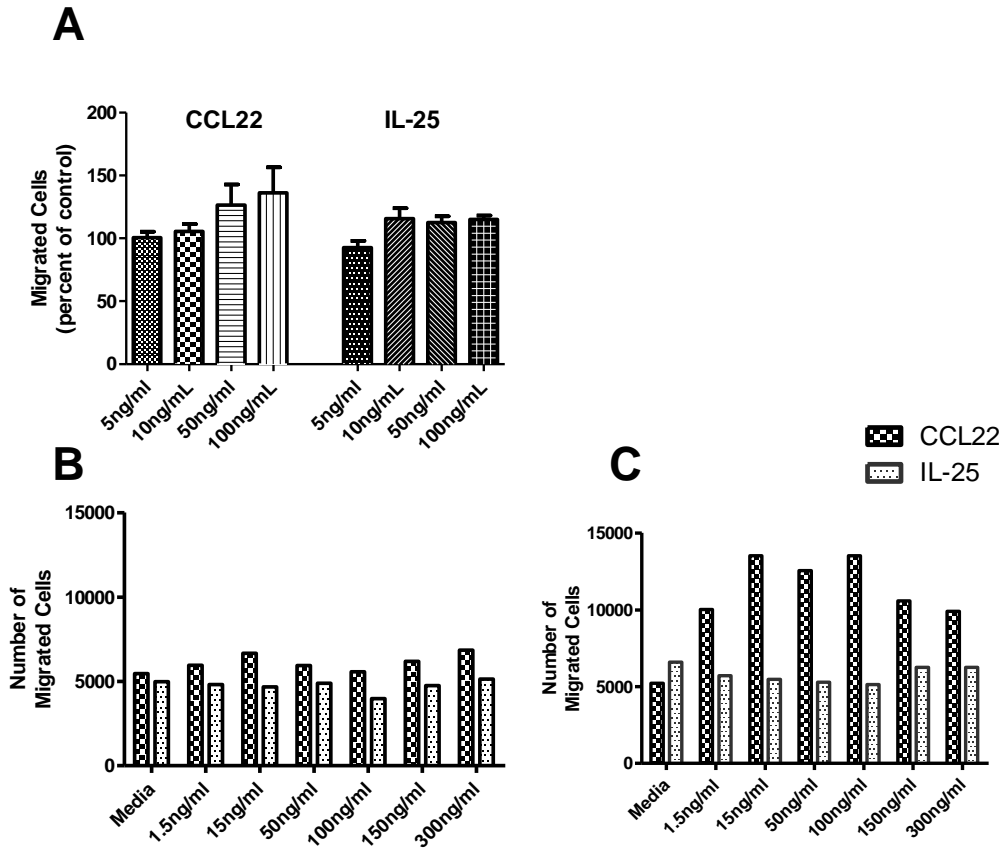 A
CCL22
IL-25
Migrated Cells
(percent of control)
200
150
100
50
0
5ng/ml
10ng/mL
50ng/ml
100ng/mL
5ng/ml
10ng/mL
50ng/ml
100ng/mL
CCL22
IL-25
B
Number of
Migrated Cells
15000
10000
5000
0
Media
1.5ng/ml
15ng/ml
50ng/ml
100ng/ml
150ng/ml
300ng/ml
C
Number of
Migrated Cells
15000
10000
5000
0
Media
1.5ng/ml
15ng/ml
50ng/ml
100ng/ml
150ng/ml
300ng/ml